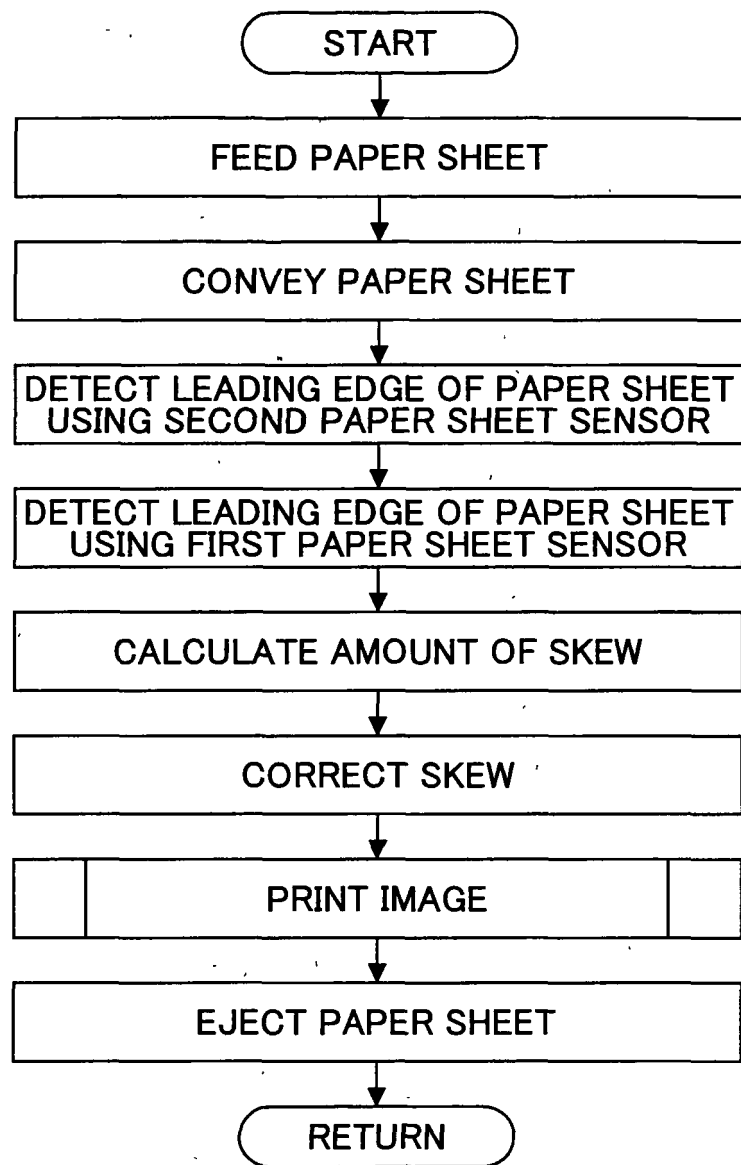 START
FEED PAPER SHEET
CONVEY PAPER SHEET
DETECT LEADING EDGE OF PAPER SHEET
USING SECOND PAPER SHEET SENSOR
DETECT LEADING EDGE OF PAPER SHEET
USING FIRST PAPER SHEET SENSOR
CALCULATE AMOUNT OF SKEW
CORRECT SKEW
PRINT IMAGE
EJECT PAPER SHEET
RETURN